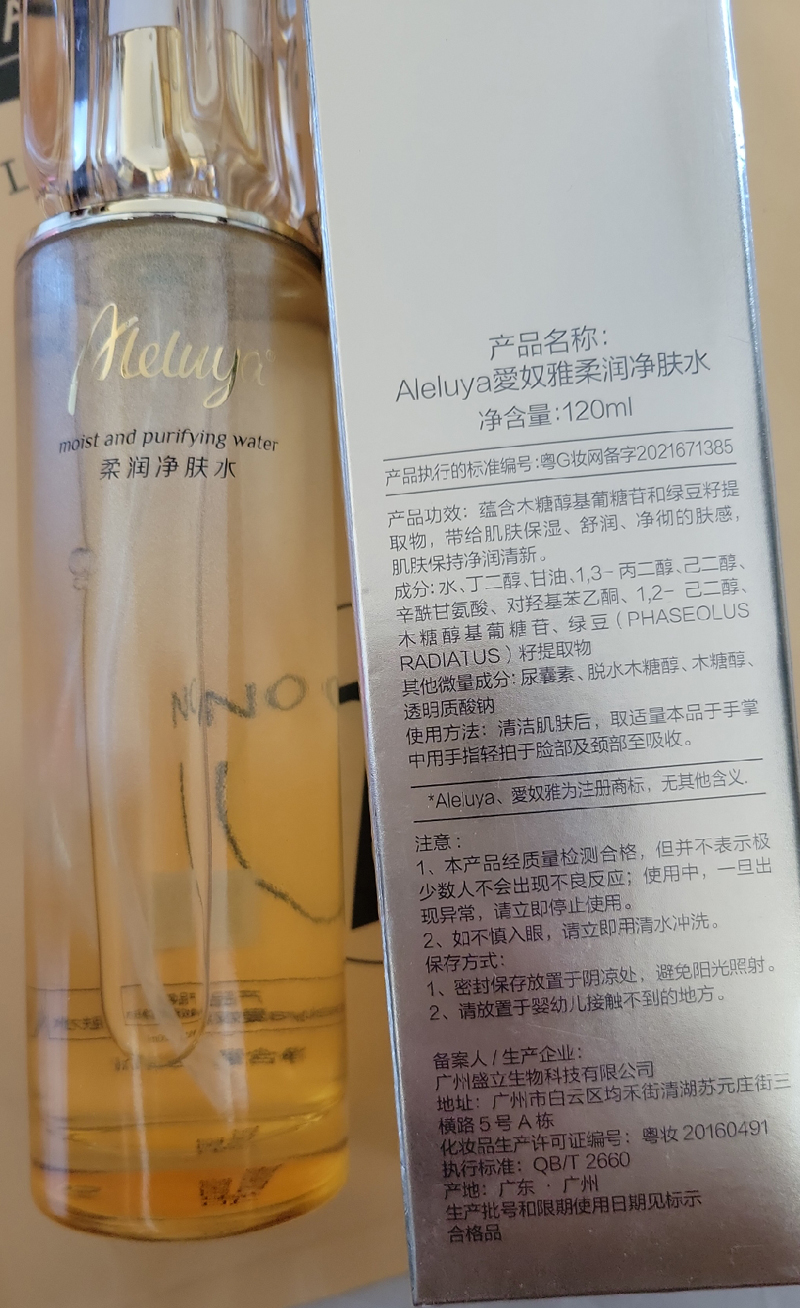 Aleluya
moist and purifying water
柔润净肤水
产品名称:
Aleluya愛奴雅柔润净肤水
净含量:120ml
产品执行的标准编号:粤G妆网备字2021671385
产品功效: 蕴含木糖醇基葡糖苷和绿豆籽提
取物, 带给肌肤保湿、舒润、净彻的肤感,
肌肤保持净润清新。
成分: 水、丁二醇、甘油、1,3- 丙二醇、己二醇、
辛酰甘氨酸、对羟基苯乙酮、1,2- 己二醇、
木糖醇基葡糖苷、绿豆(PHASEOLUS
RADIATUS)籽提取物
其他微量成分: 尿囊素、脱水木糖醇、木糖醇、
透明质酸钠
使用方法: 清洁肌肤后, 取适量本品于手掌
中用手指轻拍于脸部及颈部至吸收。
*Aleluya、愛奴雅为注册商标, 无其他含义.
注意:
1、本产品经质量检测合格, 但并不表示极
少数人不会出现不良反应; 使用中, 一旦出
现异常, 请立即停止使用。
2、如不慎入眼, 请立即用清水冲洗。
保存方式:
1、密封保存放置于阴凉处, 避免阳光照射。
2、请放置于婴幼儿接触不到的地方。
备案人/生产企业:
广州盛立生物科技有限公司
地址: 广州市白云区均禾街清湖苏元庄街三
横路5号A栋
化妆品生产许可证编号: 粤妆20160491
执行标准: QB/T 2660
产地: 广东·广州
生产批号和限期使用日期见标示
合格品